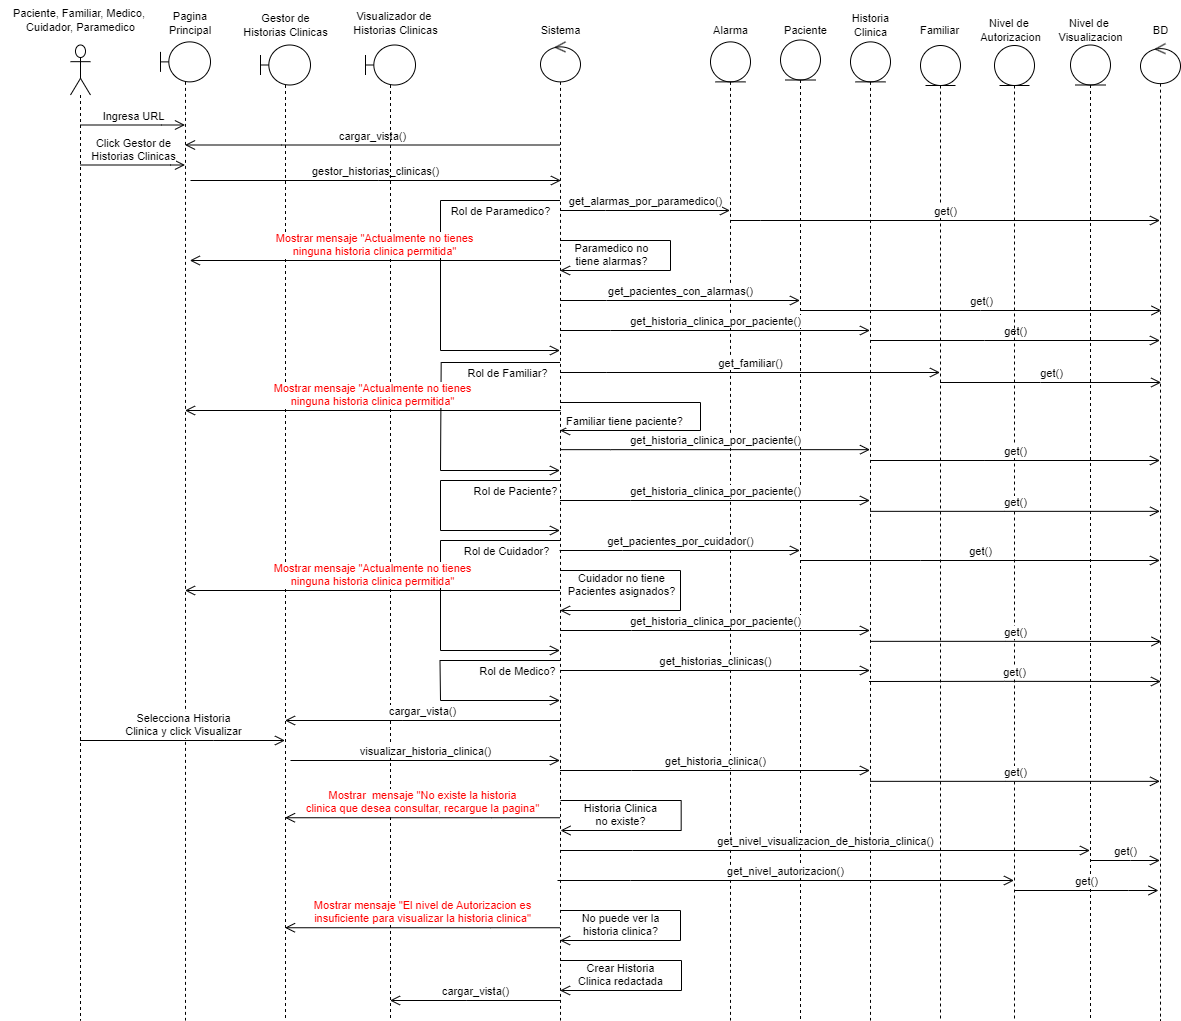 Paciente, Familiar, Medico,
Cuidador, Paramedico
Pagina
Principal
Gestor de
Historias Clinicas
Visualizador de
Historias Clinicas
Sistema
Alarma
Paciente
Historia
Clinica
Familiar
Nivel de
Autorizacion
Nivel de
Visualizacion
BD
Ingresa URL
cargar_vista()
Click Gestor de
Historias Clinicas
gestor_historias_clinicas()
Rol de Paramedico?
get_alarmas_por_paramedico()
get()
Mostrar mensaje "Actualmente no tienes
ninguna historia clinica permitida"
Paramedico no
tiene alarmas?
get_pacientes_con_alarmas()
get()
get_historia_clinica_por_paciente()
get()
Rol de Familiar?
get_familiar()
get()
Mostrar mensaje "Actualmente no tienes
ninguna historia clinica permitida"
Familiar tiene paciente?
get_historia_clinica_por_paciente()
get()
Rol de Paciente?
get_historia_clinica_por_paciente()
get()
Rol de Cuidador?
get_pacientes_por_cuidador()
get()
Mostrar mensaje "Actualmente no tienes
ninguna historia clinica permitida"
Cuidador no tiene
Pacientes asignados?
get_historia_clinica_por_paciente()
get()
Rol de Medico?
get_historias_clinicas()
get()
cargar_vista()
Selecciona Historia
Clinica y click Visualizar
visualizar_historia_clinica()
get_historia_clinica()
get()
Mostrar  mensaje "No existe la historia
clinica que desea consultar, recargue la pagina"
Historia Clinica
no existe?
get_nivel_visualizacion_de_historia_clinica()
get()
get_nivel_autorizacion()
get()
Mostrar mensaje "El nivel de Autorizacion es
insuficiente para visualizar la historia clinica"
No puede ver la
historia clinica?
Crear Historia
Clinica redactada
cargar_vista()